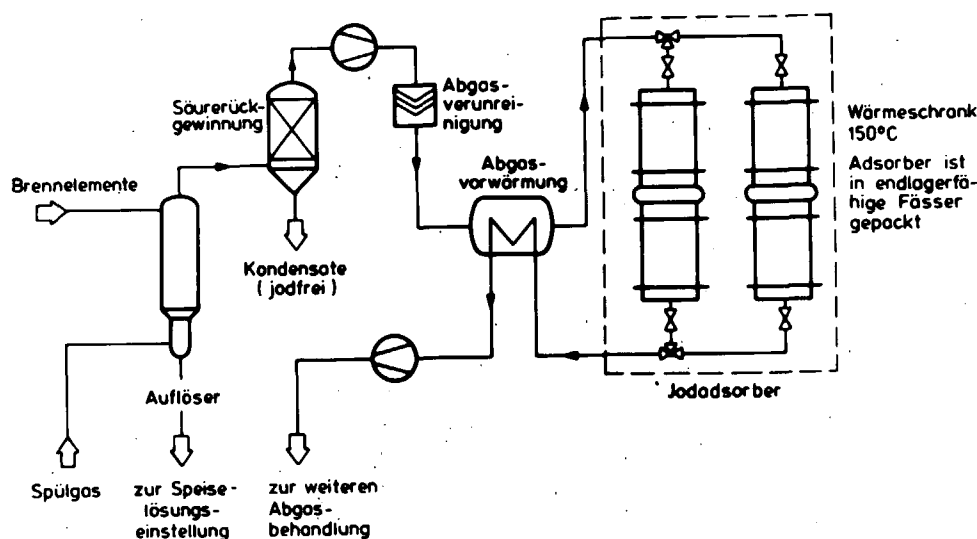 Säurerück-
gewinnung
Abgas-
verunrei-
nigung
Brennelemente
Abgas-
vorwärmung
Wärmeschrank
150°C
Adsorber ist
in endlagerfä-
hige Fässer
gepackt
Kondensate
(jodfrei)
Auflöser
Jodadsorber
Spülgas
zur Speise-
lösungs-
einstellung
zur weiteren
Abgas-
behandlung